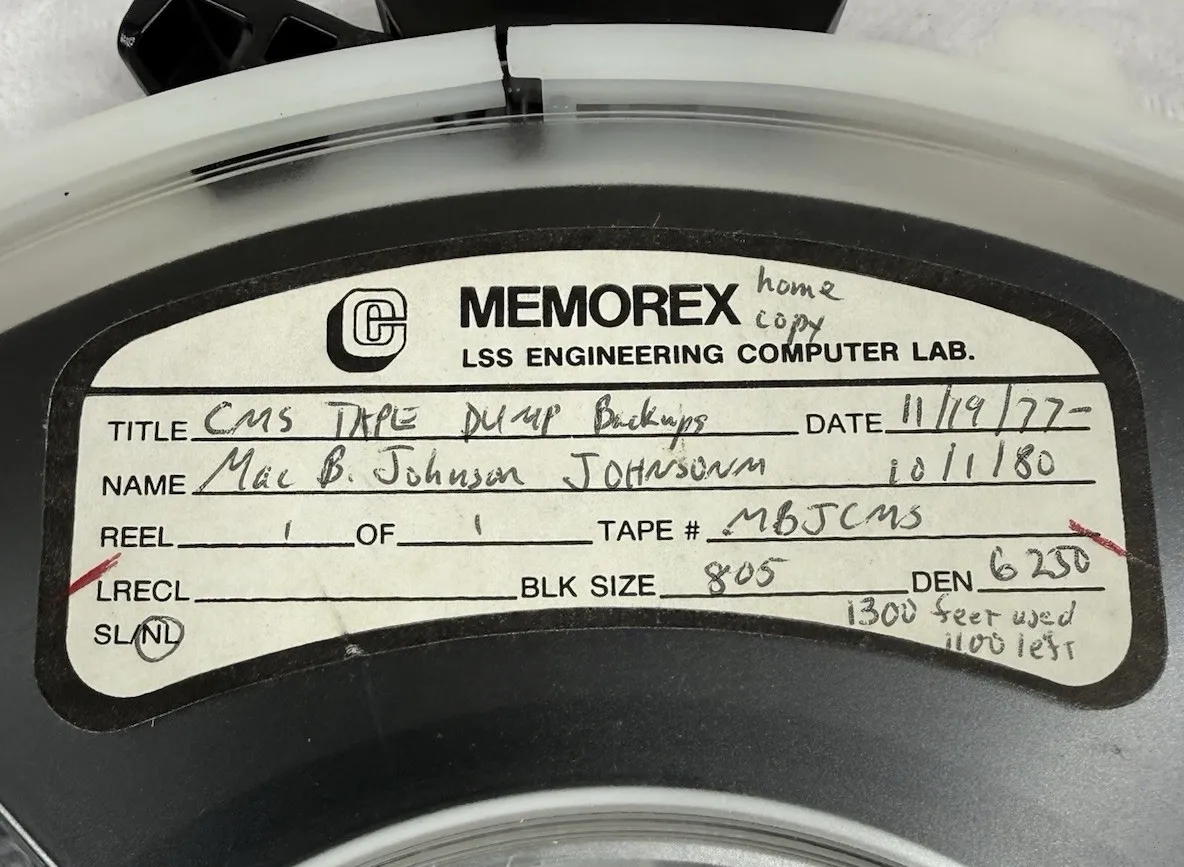 MEMOREX home
copy
LSS ENGINEERING COMPUTER LAB.
TITLE CMS TAPE DUMP Backups DATE 11/19/77-
NAME Mac B. Johnson JOHNSONM 10/1/80
REEL 1 OF 1 TAPE # MBJCMS
LRECL BLK SIZE 805 DEN 6250
SL/NL 1300 feet used
1100 left